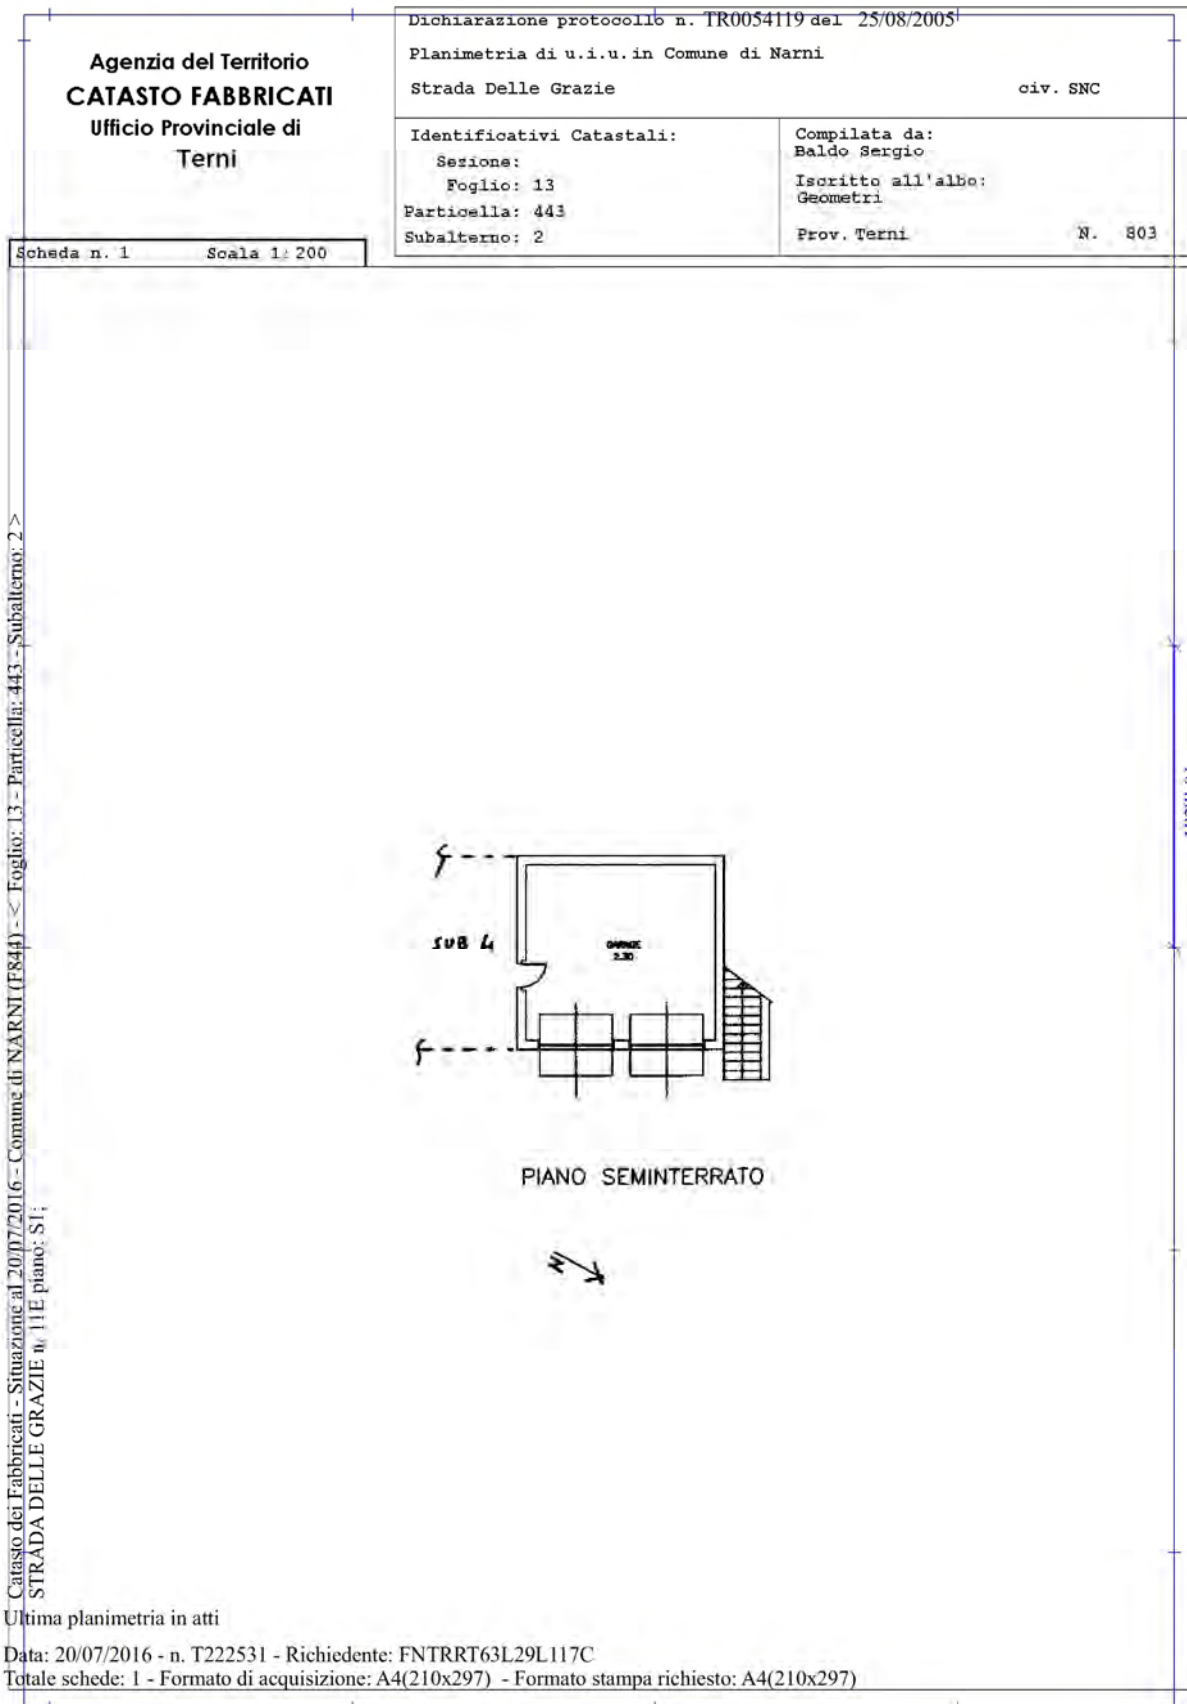 Agenzia del Territorio
CATASTO FABBRICATI
Ufficio Provinciale di
Terni
Dichiarazione protocollo n. TR0054119 del 25/08/2005
Planimetria di u.i.u. in Comune di Narni
Strada Delle Grazie civ. SNC
Identificativi Catastali:
Sezione:
Foglio: 13
Particella: 443
Subalterno: 2
Compilata da:
Baldo Sergio
Iscritto all'albo:
Geometri
Prov. Terni N. 803
Scheda n. 1 Scala 1: 200
SUB 4
GARAGE
2.30
PIANO SEMINTERRATO
N
Catasto dei Fabbricati - Situazione al 20/07/2016 - Comune di NARNI (F844) - < Foglio: 13 - Particella: 443 - Subalterno: 2 >
STRADA DELLE GRAZIE n. 11E piano: S1;
Ultima planimetria in atti
Data: 20/07/2016 - n. T222531 - Richiedente: FNTRRT63L29L117C
Totale schede: 1 - Formato di acquisizione: A4(210x297) - Formato stampa richiesto: A4(210x297)